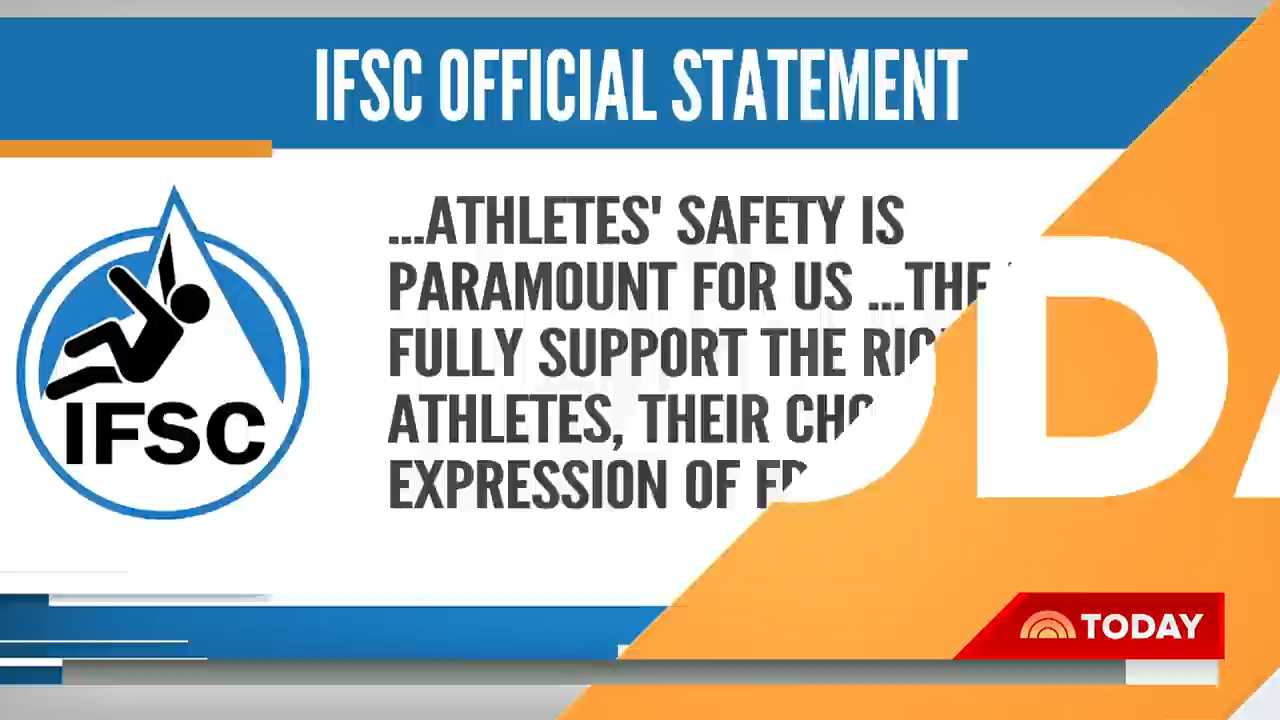 IFSC OFFICIAL STATEMENT
...ATHLETES' SAFETY IS
PARAMOUNT FOR US ...THE
FULLY SUPPORT THE
ATHLETES, THEIR
EXPRESSION OF
IFSC
TODAY